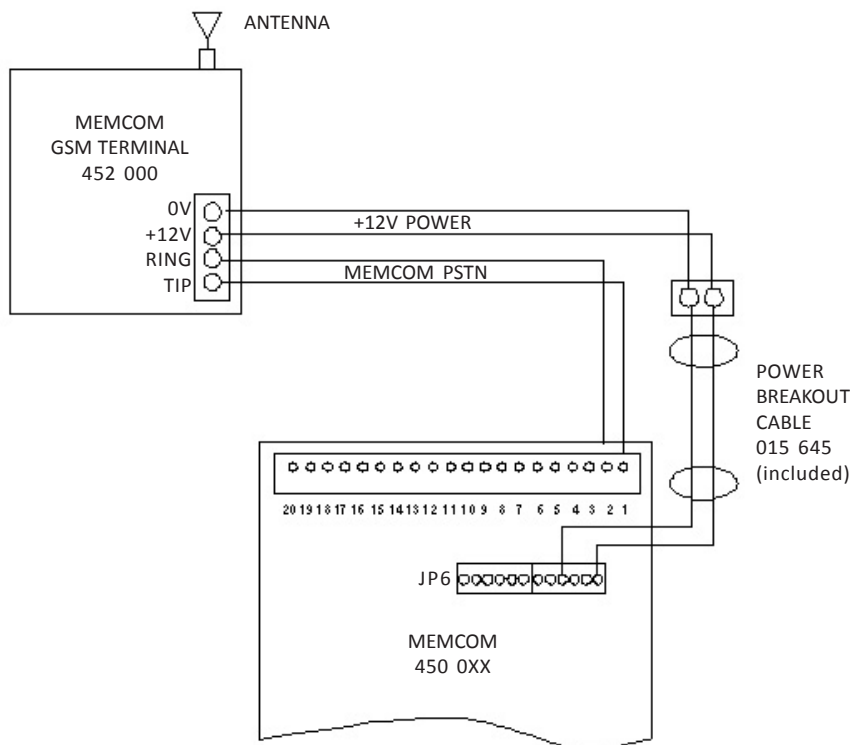 ANTENNA
MEMCOM
GSM TERMINAL
452 000
0V
+12V
RING
TIP
+12V POWER
MEMCOM PSTN
POWER
BREAKOUT
CABLE
015 645
(included)
20 19 18 17 16 15 14 13 12 11 10 9 8 7 6 5 4 3 2 1
JP6
MEMCOM
450 0XX